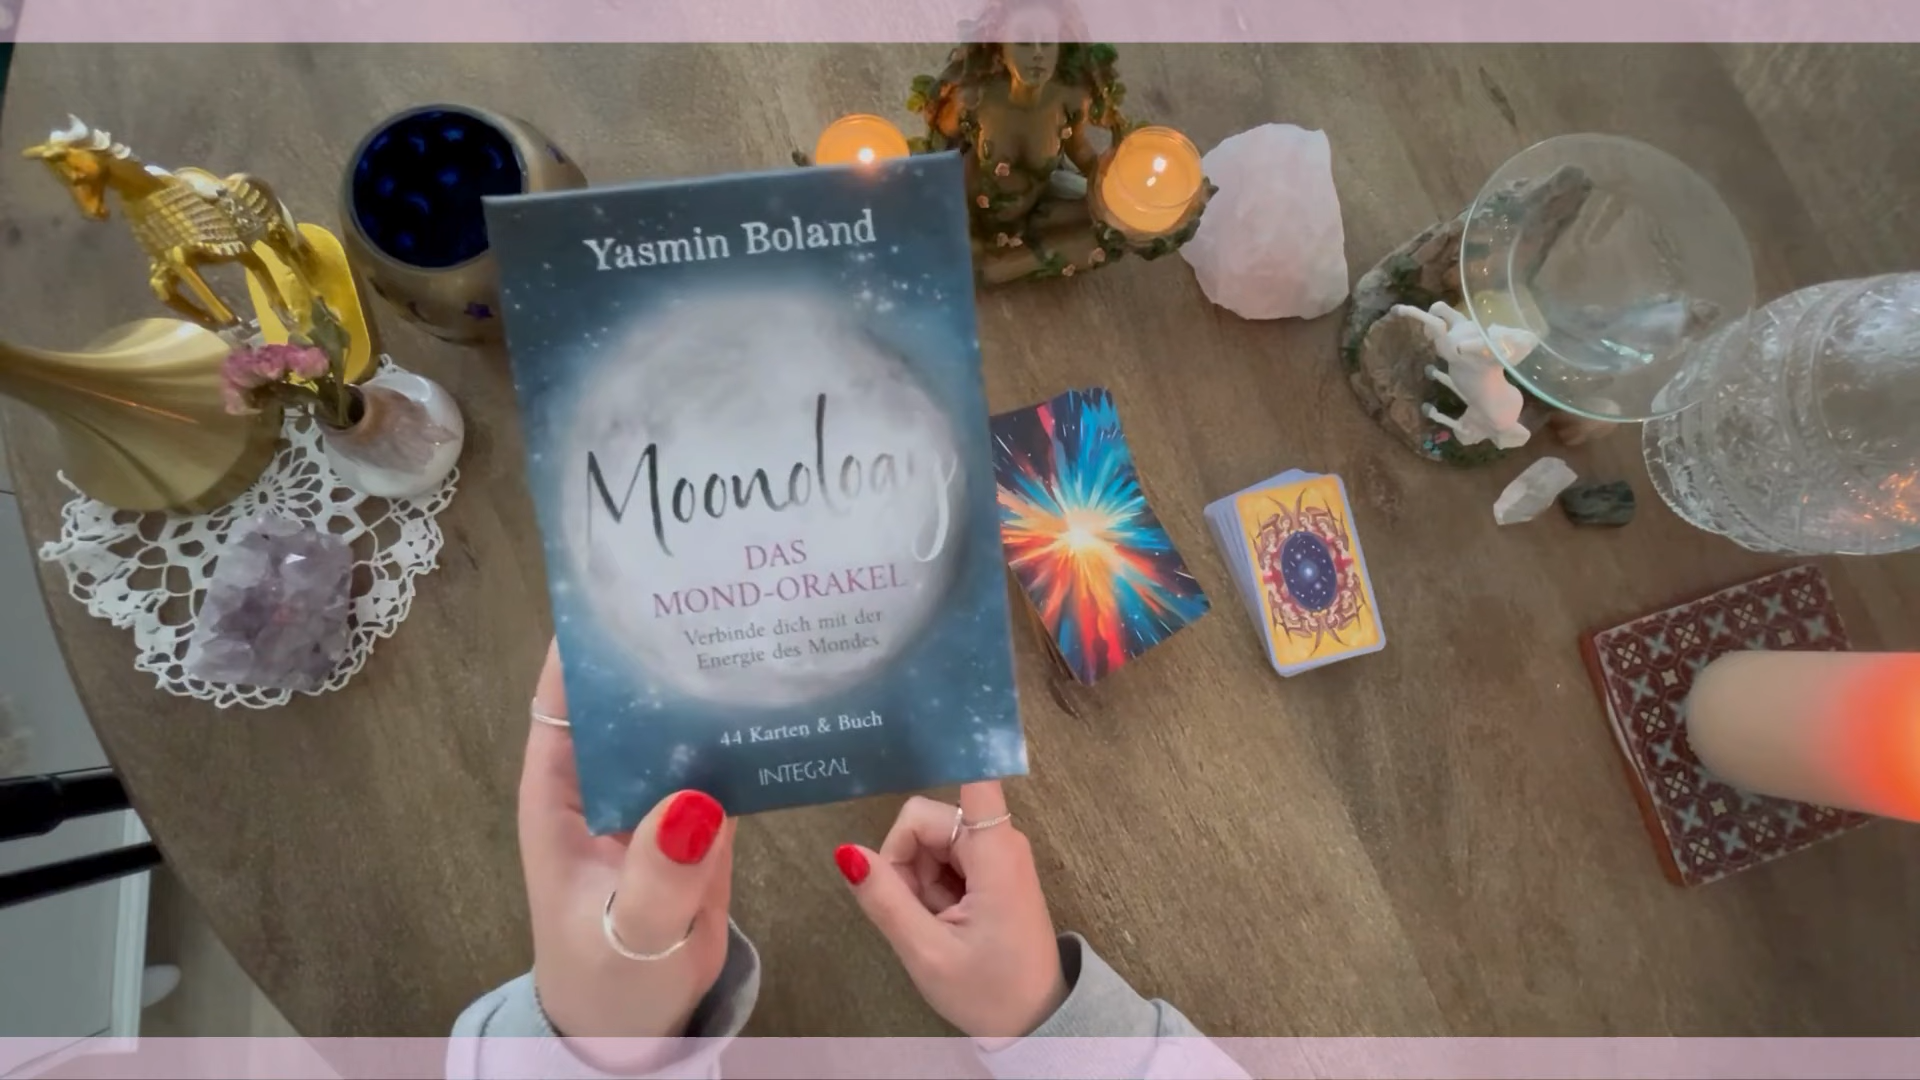 Yasmin Boland
Moonology
DAS
MOND-ORAKEL
Verbinde dich mit der
Energie des Mondes
44 Karten & Buch
INTEGRAL